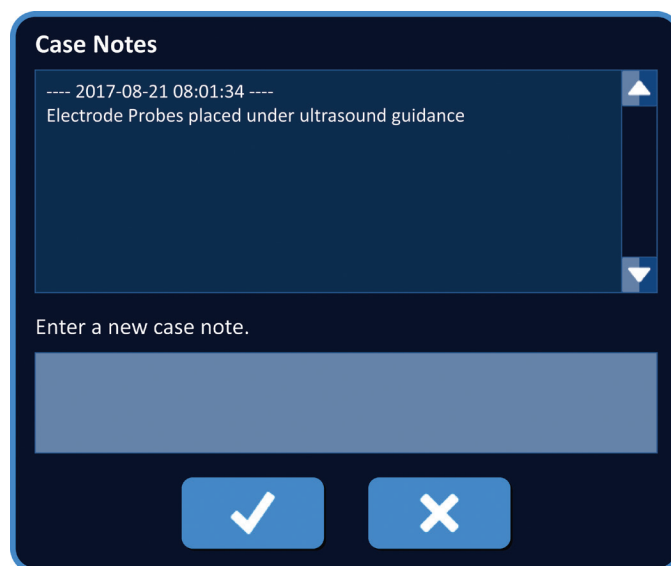 Case Notes
---- 2017-08-21 08:01:34 ----
Electrode Probes placed under ultrasound guidance
Enter a new case note.